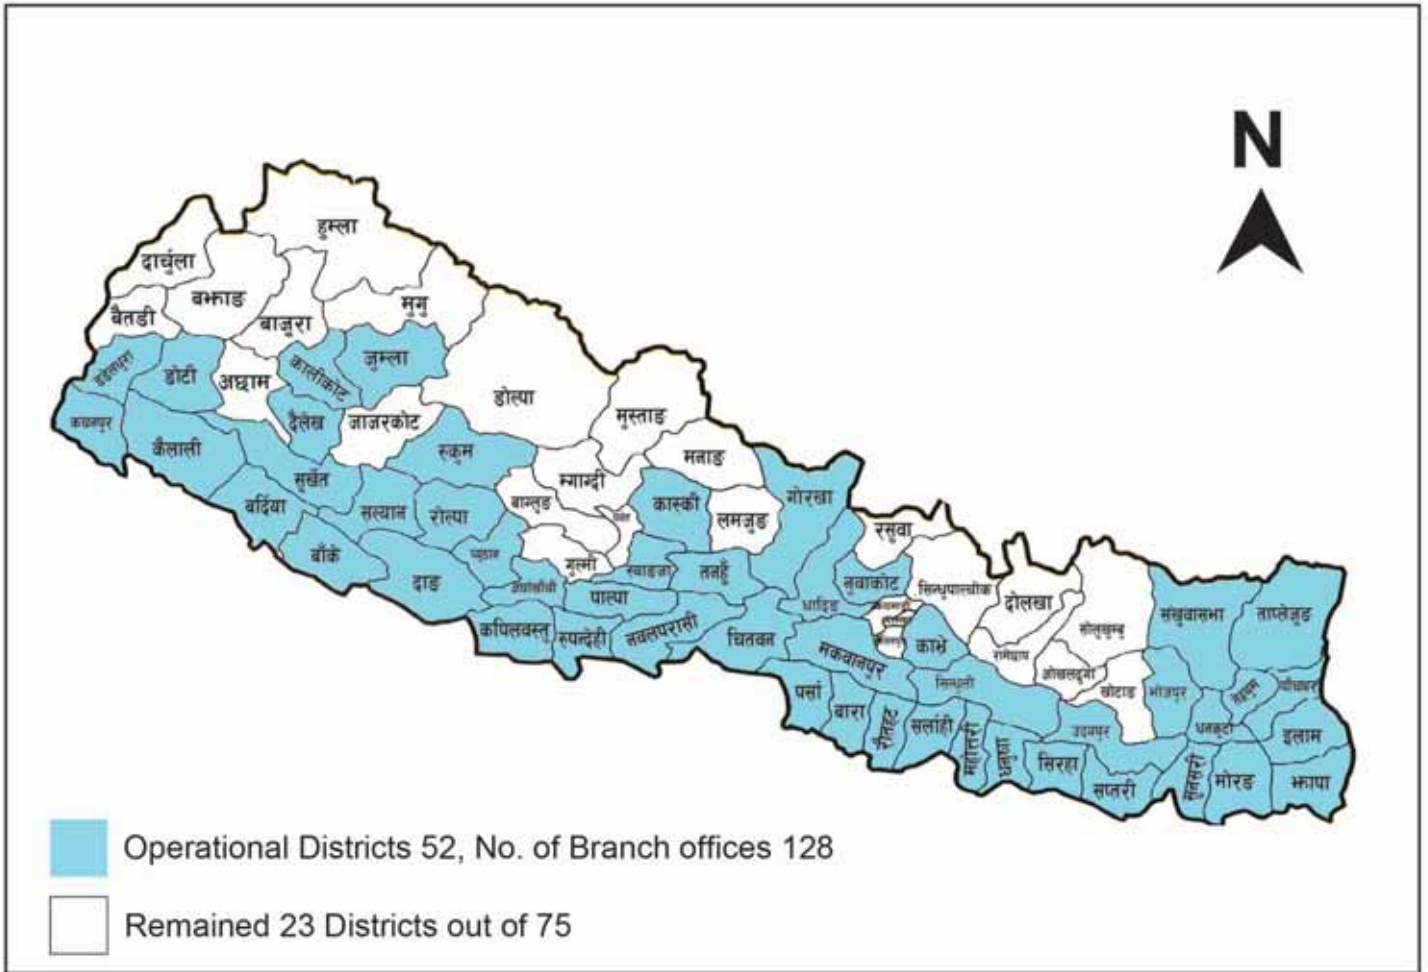 N
हुम्ला
दार्चुला
बझाङ
मुगु
बैतडी
बाजुरा
जुम्ला
डडेलधुरा
डोटी
अछाम
कालीकोट
डोल्पा
मुस्ताङ
कंचनपुर
दैलेख
जाजरकोट
कैलाली
रुकुम
मनाङ
सुर्खेत
म्याग्दी
गोरखा
बर्दिया
सल्यान
रोल्पा
बाग्लुङ
कास्की
लमजुङ
रसुवा
बाँके
प्यूठान
गुल्मी
दाङ
स्याङजा
तनहुँ
नुवाकोट
सिन्धुपाल्चोक
दोलखा
संखुवासभा
ताप्लेजुङ
अर्घाखाँची
पाल्पा
धादिङ
कपिलवस्तु
रुपन्देही
नवलपरासी
चितवन
काभ्रे
सोलुखुम्बु
मकवानपुर
रामेछाप
ओखलढुंगा
सिन्धुली
खोटाङ
भोजपुर
तेह्रथुम
पाँचथर
पर्सा
बारा
रौतहट
सर्लाही
महोत्तरी
धनुषा
उदयपुर
धनकुटा
इलाम
सिरहा
सप्तरी
सुनसरी
मोरङ
झापा
Operational Districts 52, No. of Branch offices 128
Remained 23 Districts out of 75